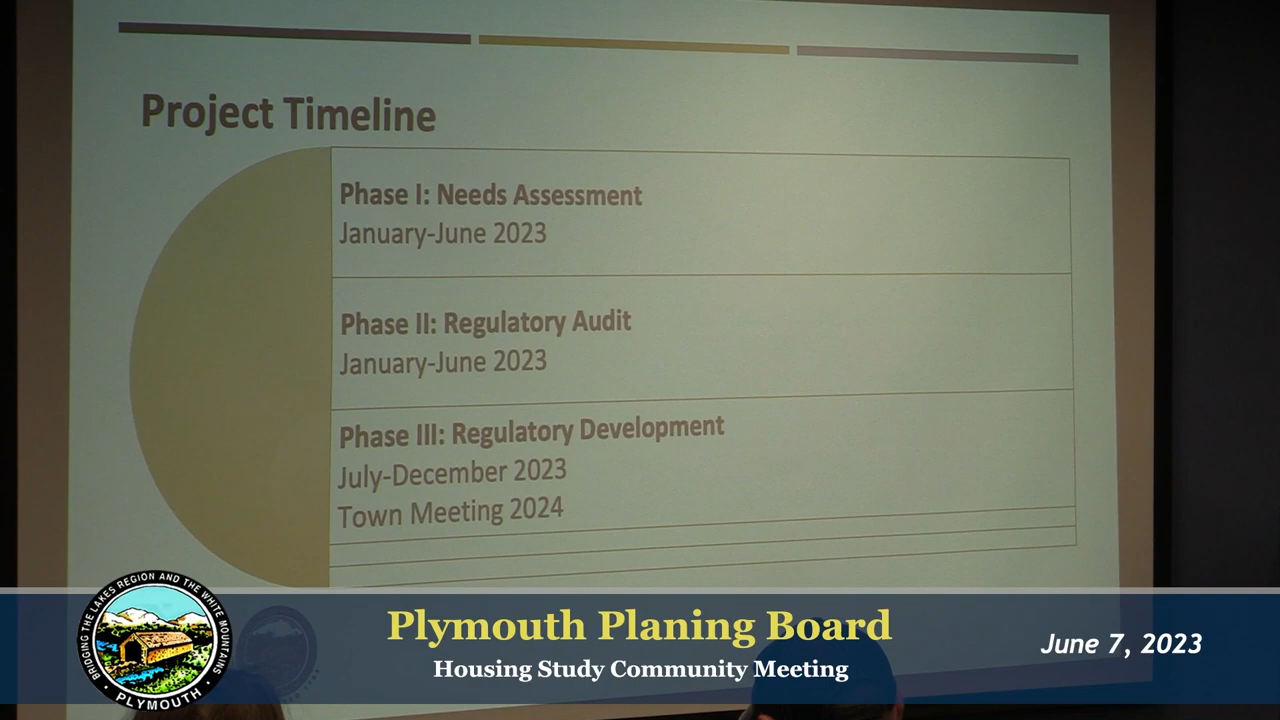 Project Timeline
Phase I: Needs Assessment
January-June 2023
Phase II: Regulatory Audit
January-June 2023
Phase III: Regulatory Development
July-December 2023
Town Meeting 2024
BRIDGING THE LAKES REGION AND THE WHITE MOUNTAINS
PLYMOUTH
Plymouth Planing Board
Housing Study Community Meeting
June 7, 2023